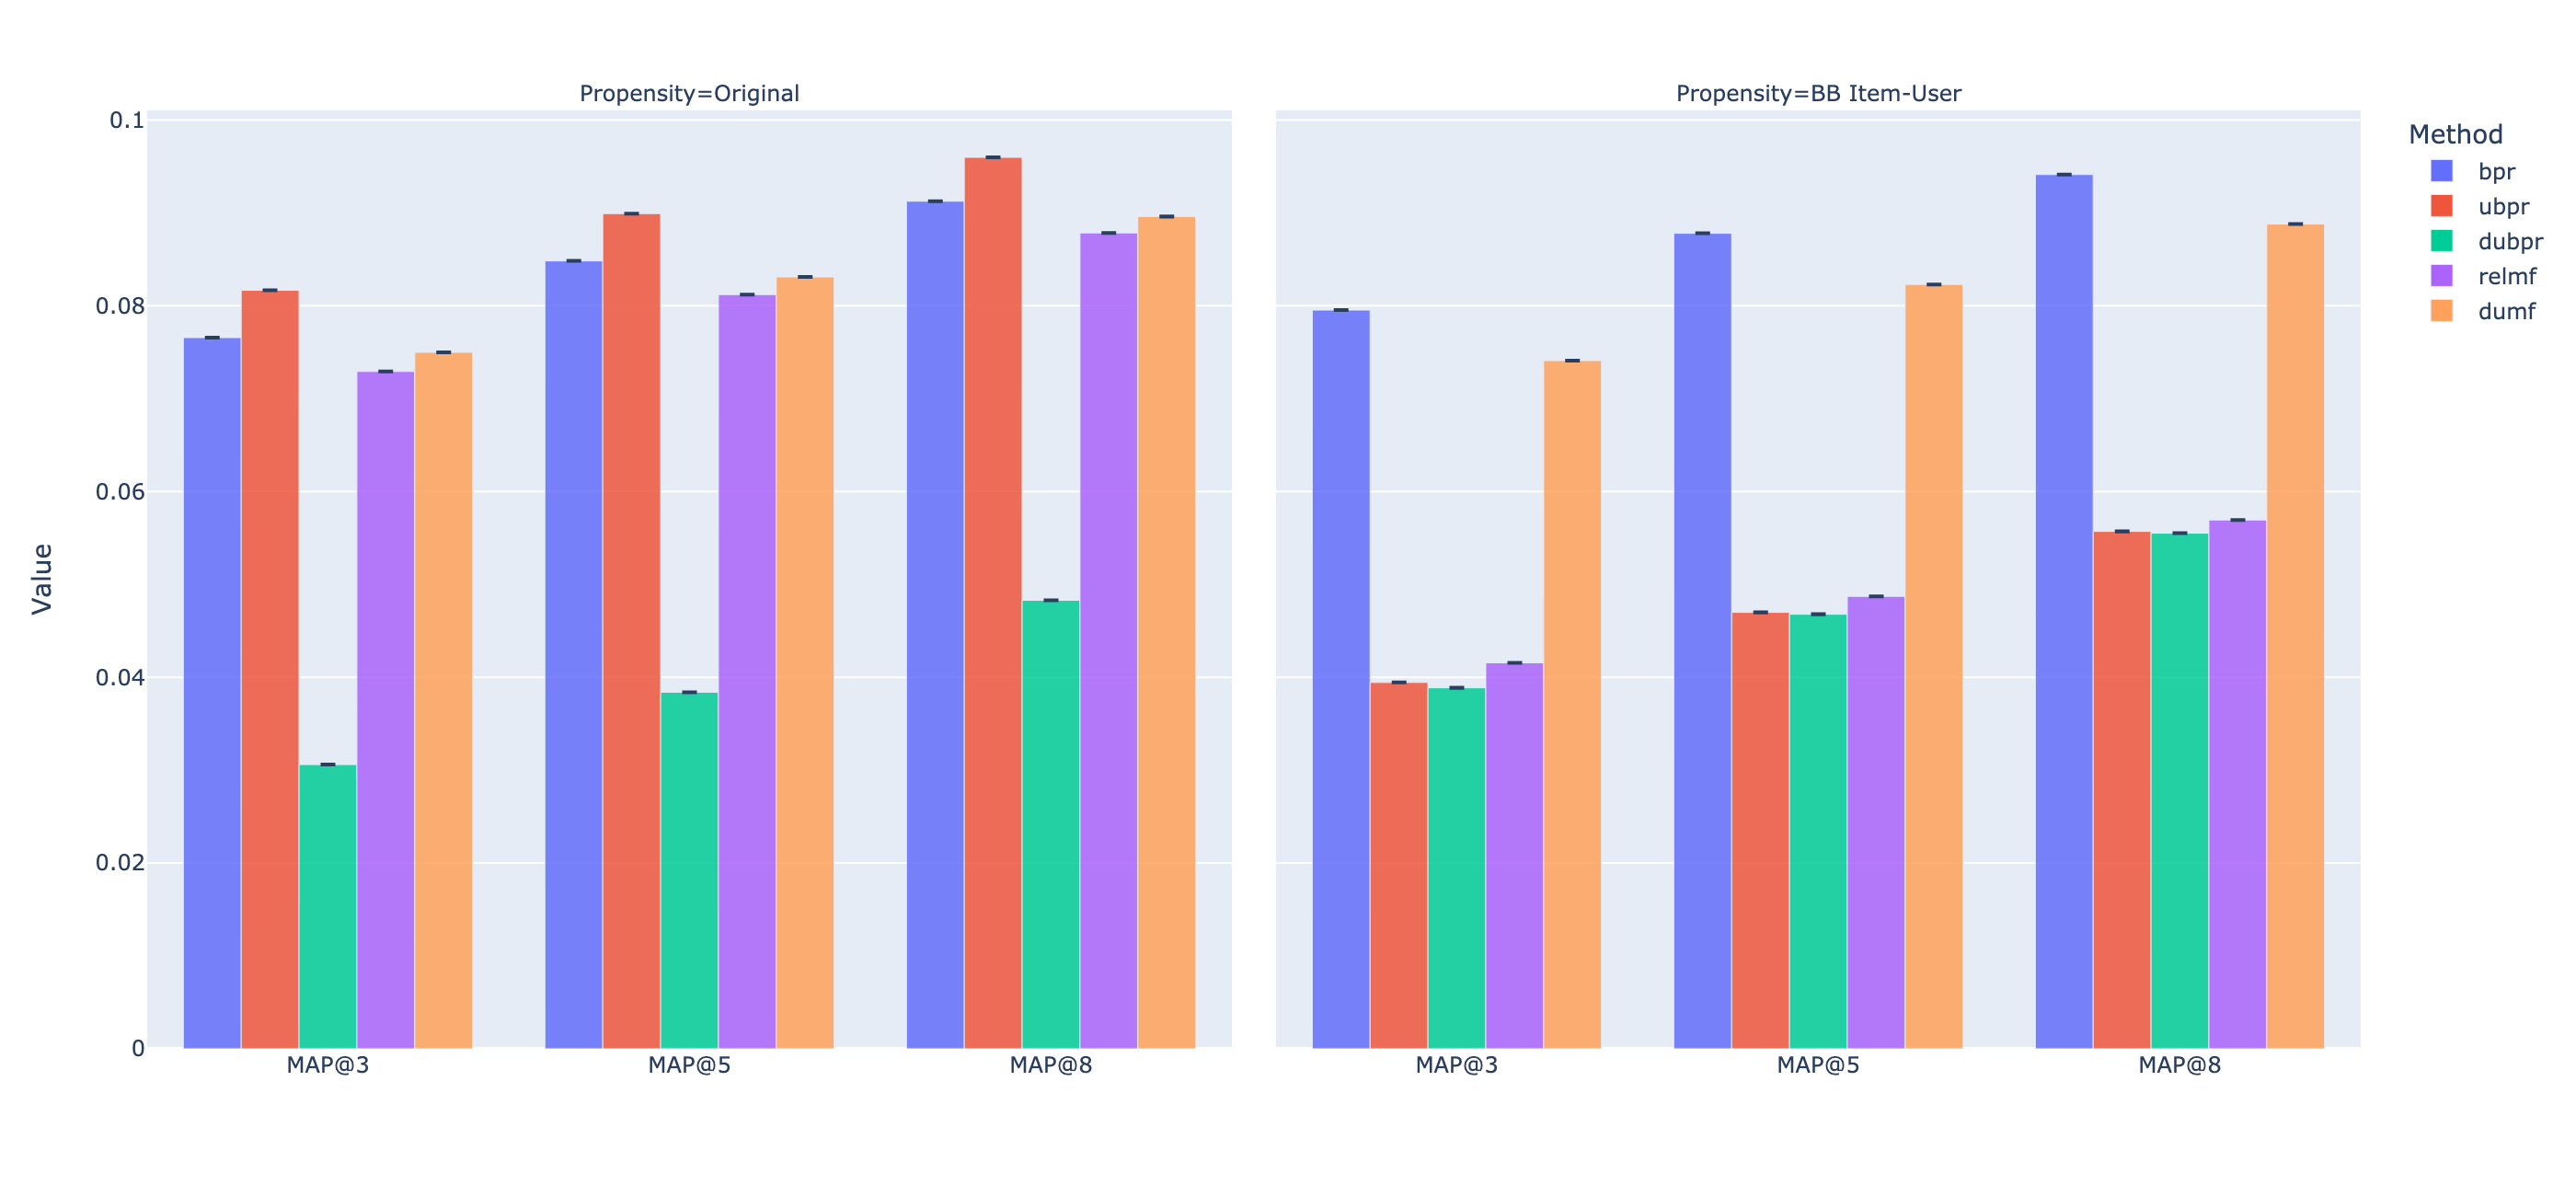 Propensity=Original
Propensity=BB Item-User
0.1
0.08
0.06
0.04
0.02
0
Value
MAP@3
MAP@5
MAP@8
MAP@3
MAP@5
MAP@8
Method
bpr
ubpr
dubpr
relmf
dumf